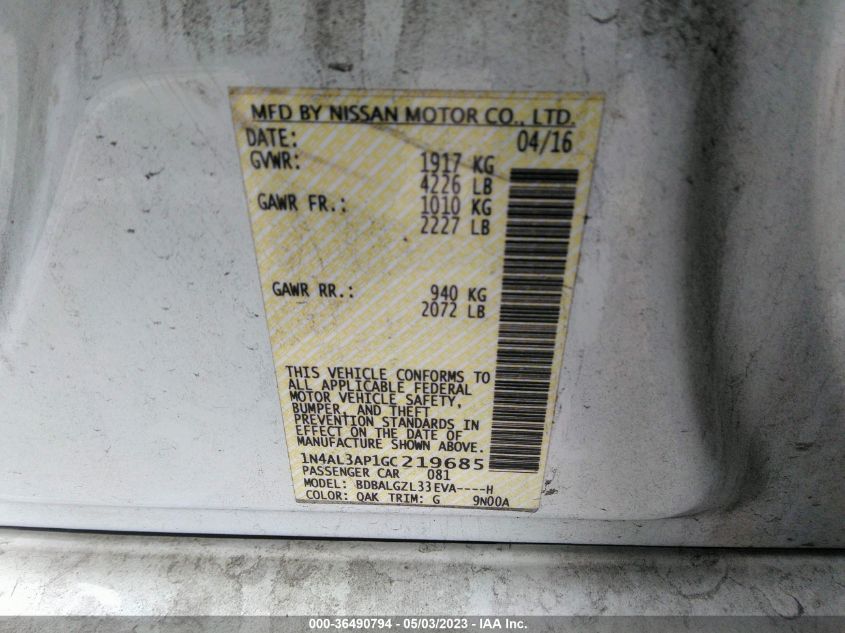 MFD BY NISSAN MOTOR CO., LTD.
DATE: 04/16
GVWR: 1917 KG
4226 LB
GAWR FR.: 1010 KG
2227 LB
GAWR RR.: 940 KG
2072 LB
THIS VEHICLE CONFORMS TO
ALL APPLICABLE FEDERAL
MOTOR VEHICLE SAFETY,
BUMPER, AND THEFT
PREVENTION STANDARDS IN
EFFECT ON THE DATE OF
MANUFACTURE SHOWN ABOVE.
1N4AL3AP1GC219685
PASSENGER CAR 081
MODEL: BDBALGZL33EVA----H
COLOR: QAK TRIM: G 9N00A
000-36490794 - 05/03/2023 - IAA Inc.